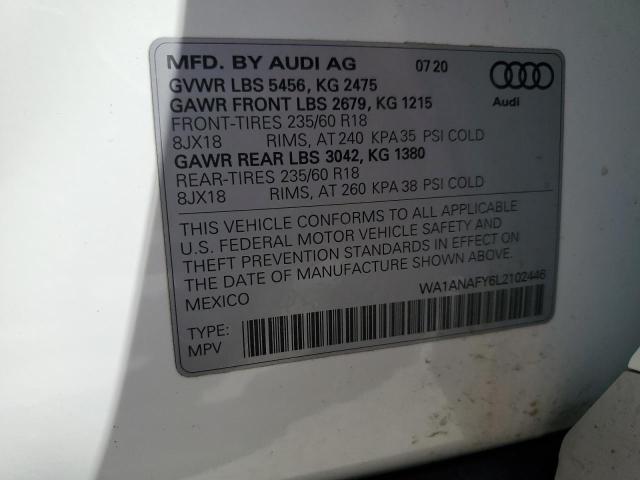 MFD. BY AUDI AG 07 20
GVWR LBS 5456, KG 2475
GAWR FRONT LBS 2679, KG 1215
FRONT-TIRES 235/60 R18
8JX18 RIMS, AT 240 KPA 35 PSI COLD
GAWR REAR LBS 3042, KG 1380
REAR-TIRES 235/60 R18
8JX18 RIMS, AT 260 KPA 38 PSI COLD
Audi
THIS VEHICLE CONFORMS TO ALL APPLICABLE
U.S. FEDERAL MOTOR VEHICLE SAFETY AND
THEFT PREVENTION STANDARDS IN EFFECT ON
THE DATE OF MANUFACTURE SHOWN ABOVE.
MEXICO
WA1ANAFY6L2102446
TYPE:
MPV